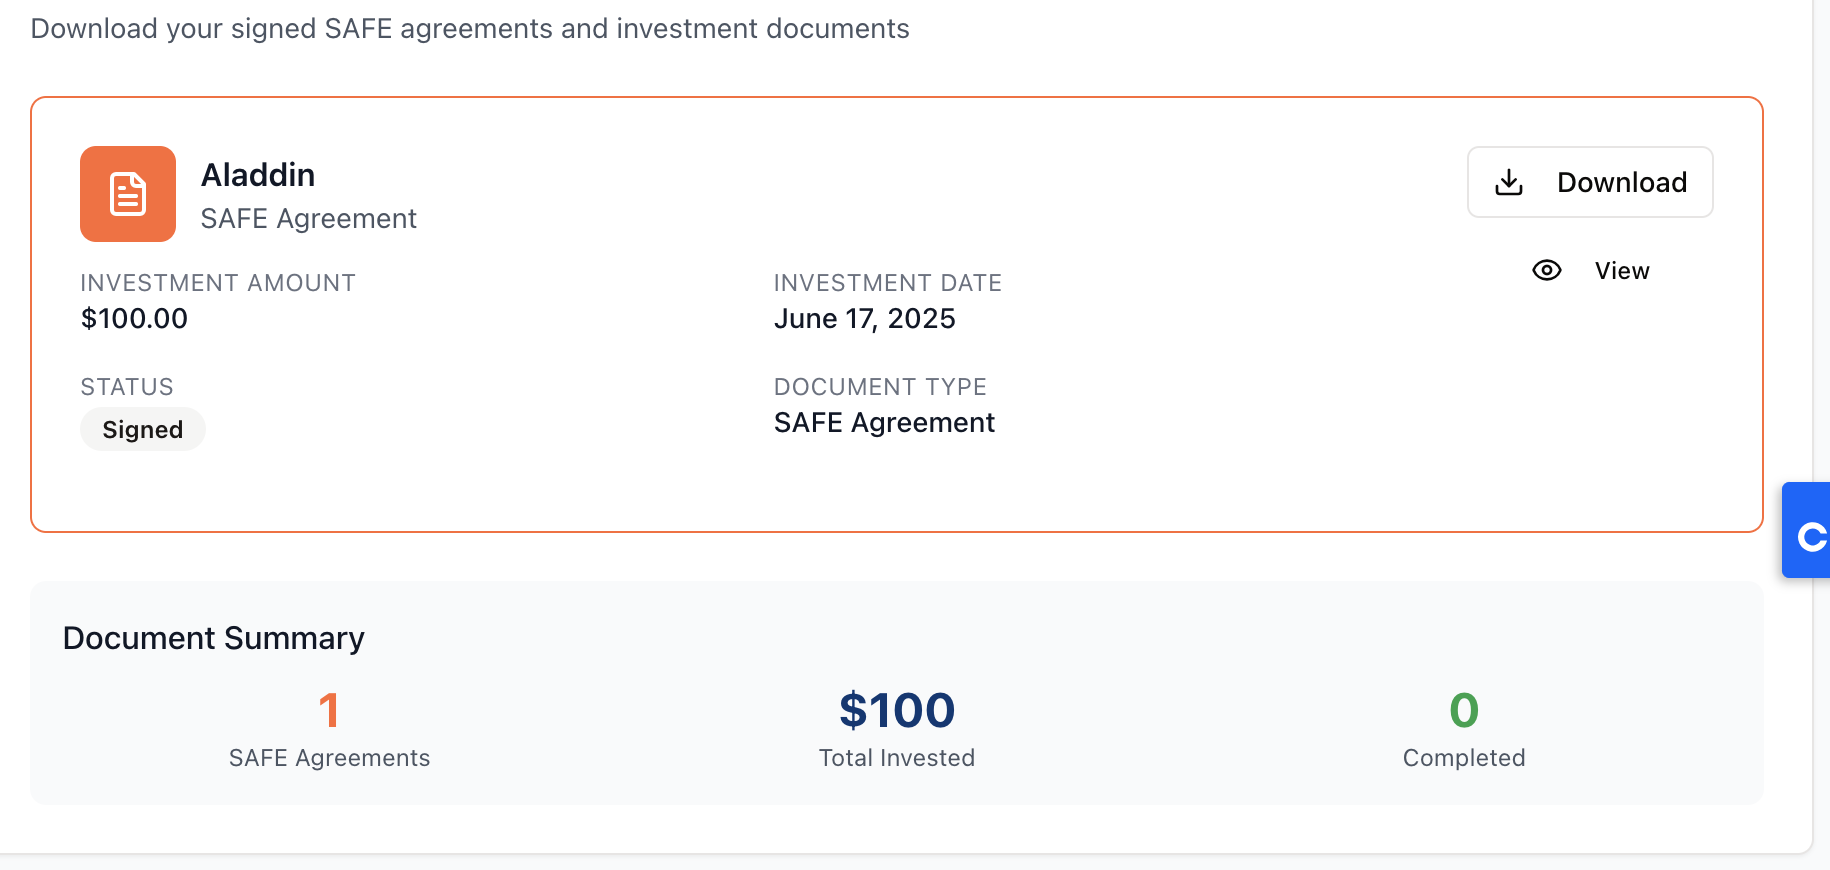 Download your signed SAFE agreements and investment documents
Aladdin
SAFE Agreement
Download
View
INVESTMENT AMOUNT
$100.00
INVESTMENT DATE
June 17, 2025
STATUS
Signed
DOCUMENT TYPE
SAFE Agreement
C
Document Summary
1
SAFE Agreements
$100
Total Invested
0
Completed